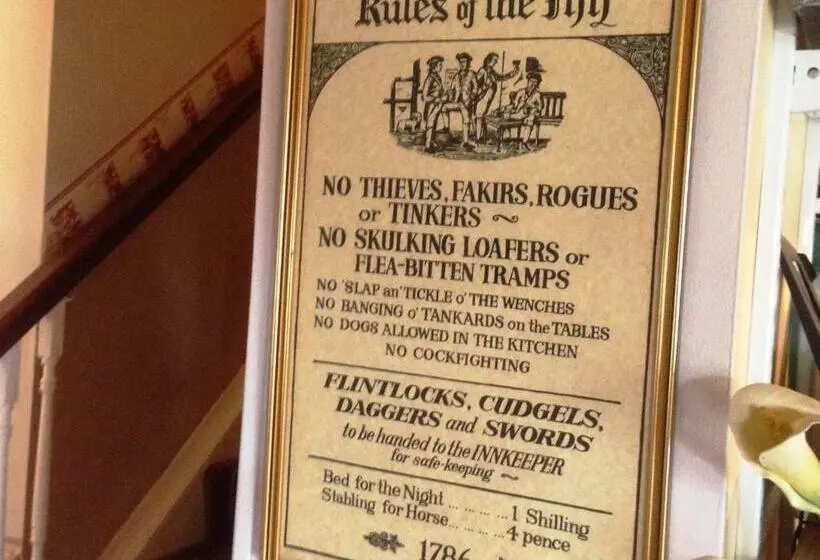 Rules of the Inn
NO THIEVES, FAKIRS, ROGUES
or TINKERS ~
NO SKULKING LOAFERS or
FLEA-BITTEN TRAMPS
NO 'SLAP an' TICKLE o' THE WENCHES
NO BANGING o' TANKARDS on the TABLES
NO DOGS ALLOWED IN THE KITCHEN
NO COCKFIGHTING
FLINTLOCKS, CUDGELS,
DAGGERS and SWORDS
to be handed to the INNKEEPER
for safe-keeping ~
Bed for the Night ... ... ... 1 Shilling
Stabling for Horse... ... ... 4 pence
1786